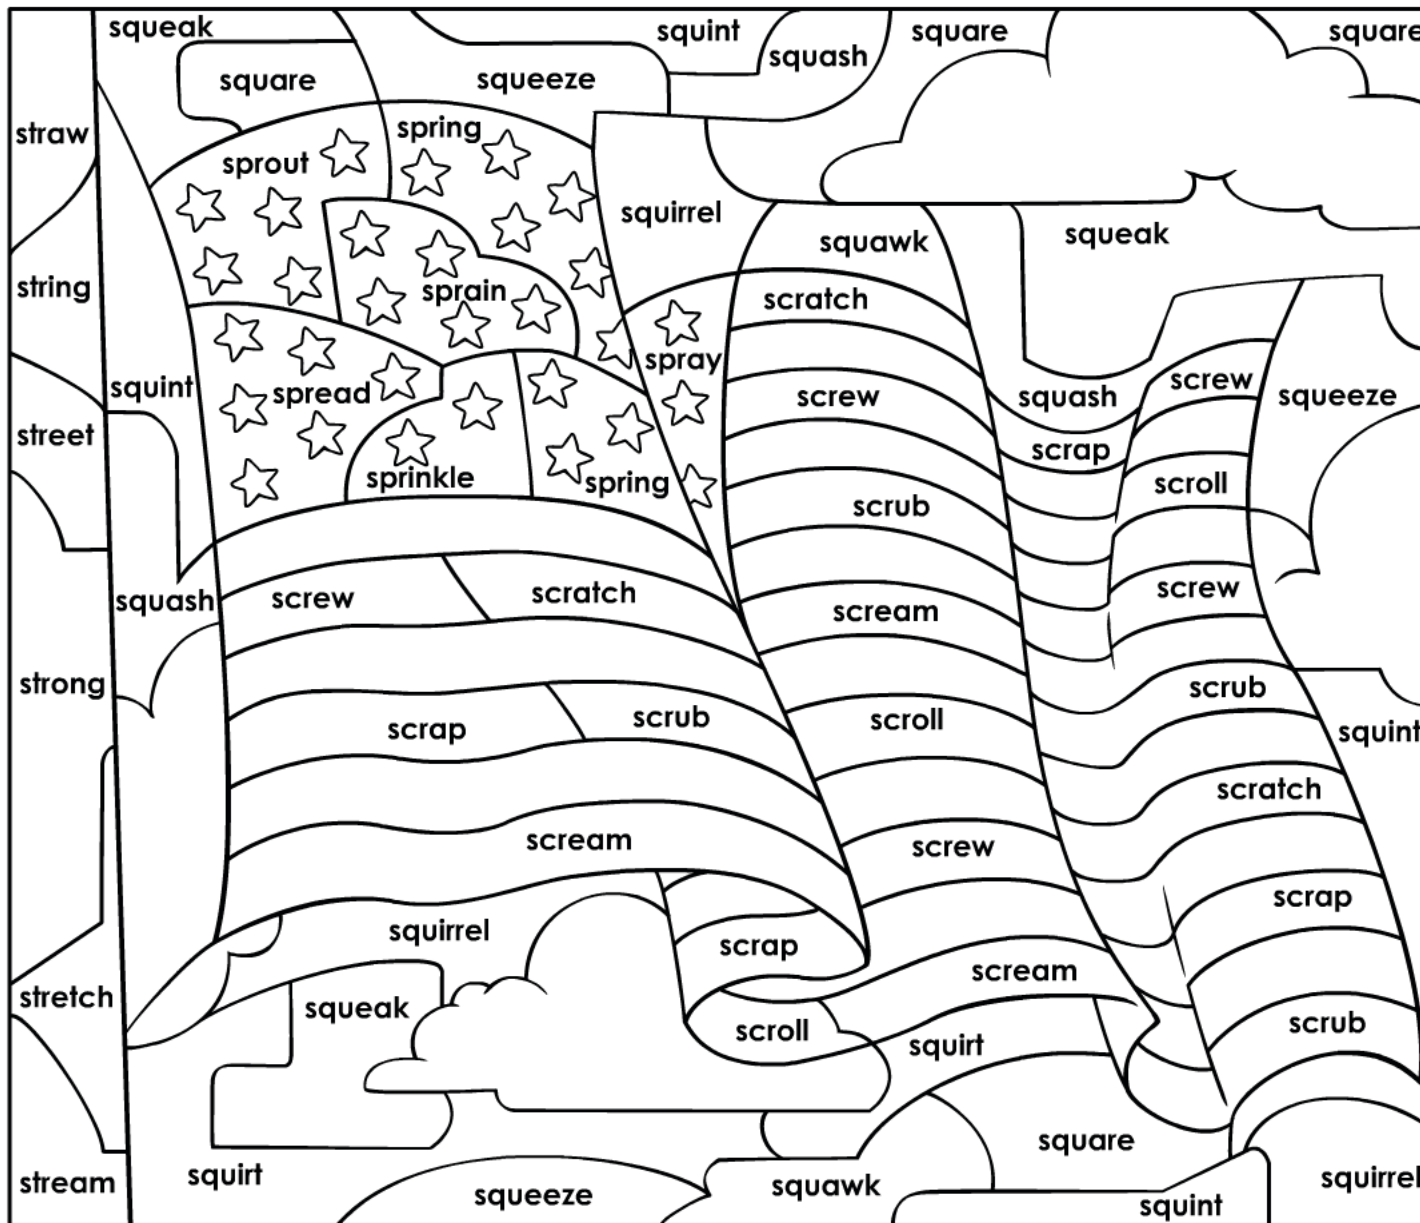 squeak
squint
square
square
squash
square
squeeze
straw
spring
sprout
squirrel
squeak
squawk
string
sprain
scratch
spray
screw
squint
spread
screw
squash
squeeze
street
scrap
sprinkle
spring
scroll
scrub
squash
screw
scratch
screw
scream
strong
scrub
scrap
scrub
scroll
squint
scratch
scream
screw
scrap
squirrel
scrap
scream
stretch
squeak
scroll
scrub
squirt
square
squirt
squirrel
stream
squeeze
squawk
squint